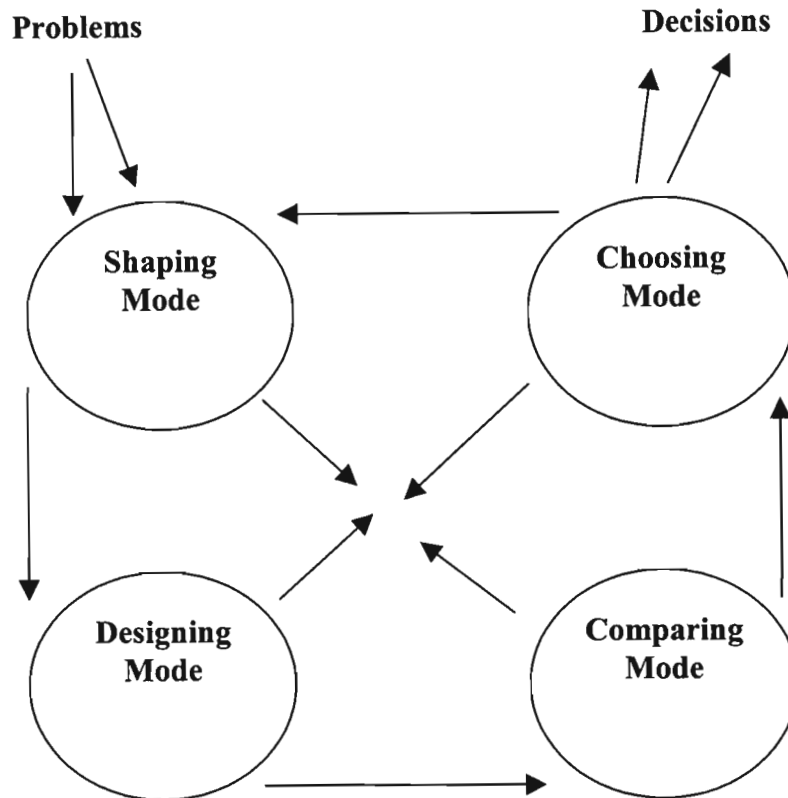 Problems
Decisions
Shaping
Mode
Choosing
Mode
Designing
Mode
Comparing
Mode